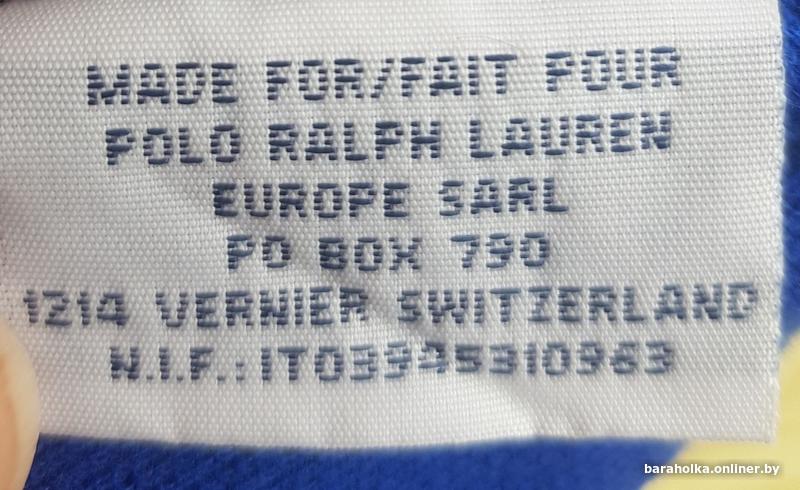 MADE FOR/FAIT POUR
POLO RALPH LAUREN
EUROPE SARL
PO BOX 790
1214 VERNIER SWITZERLAND
N.I.F.: IT03945310963
baraholka.onliner.by